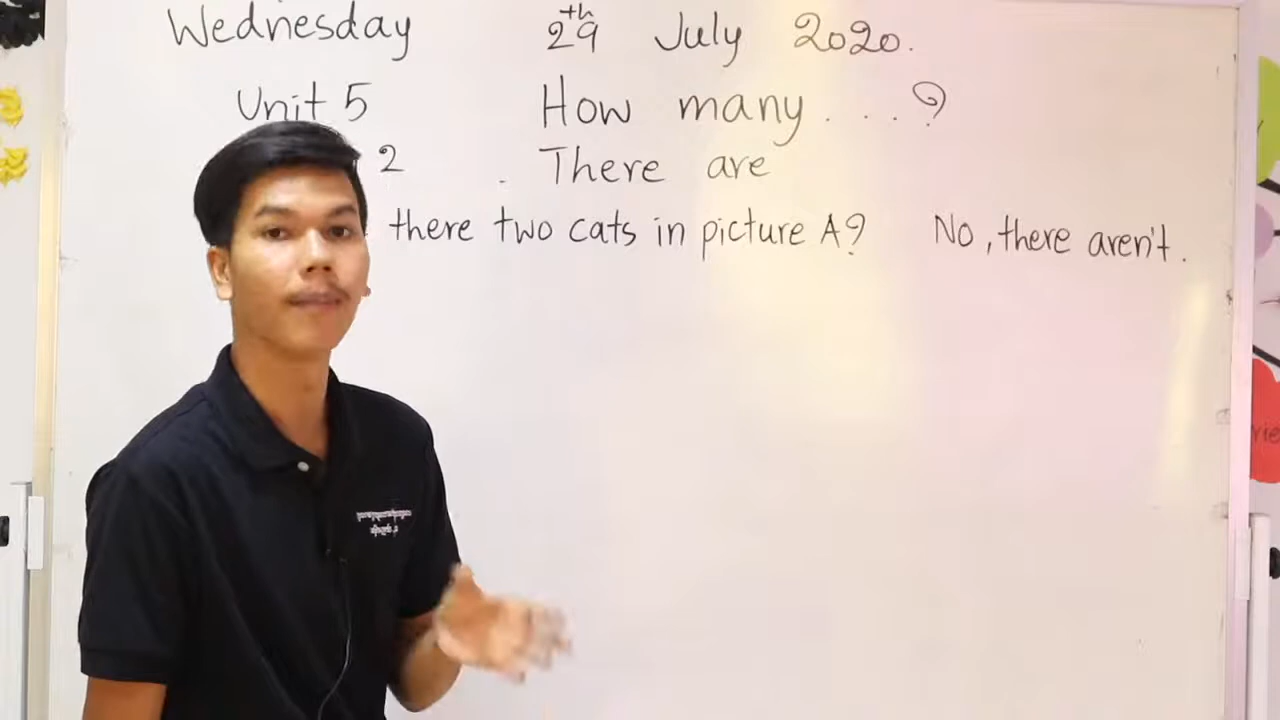 Wednesday 29th July 2020.
Unit 5 How many ...?
2 There are
there two cats in picture A? No, there aren't.